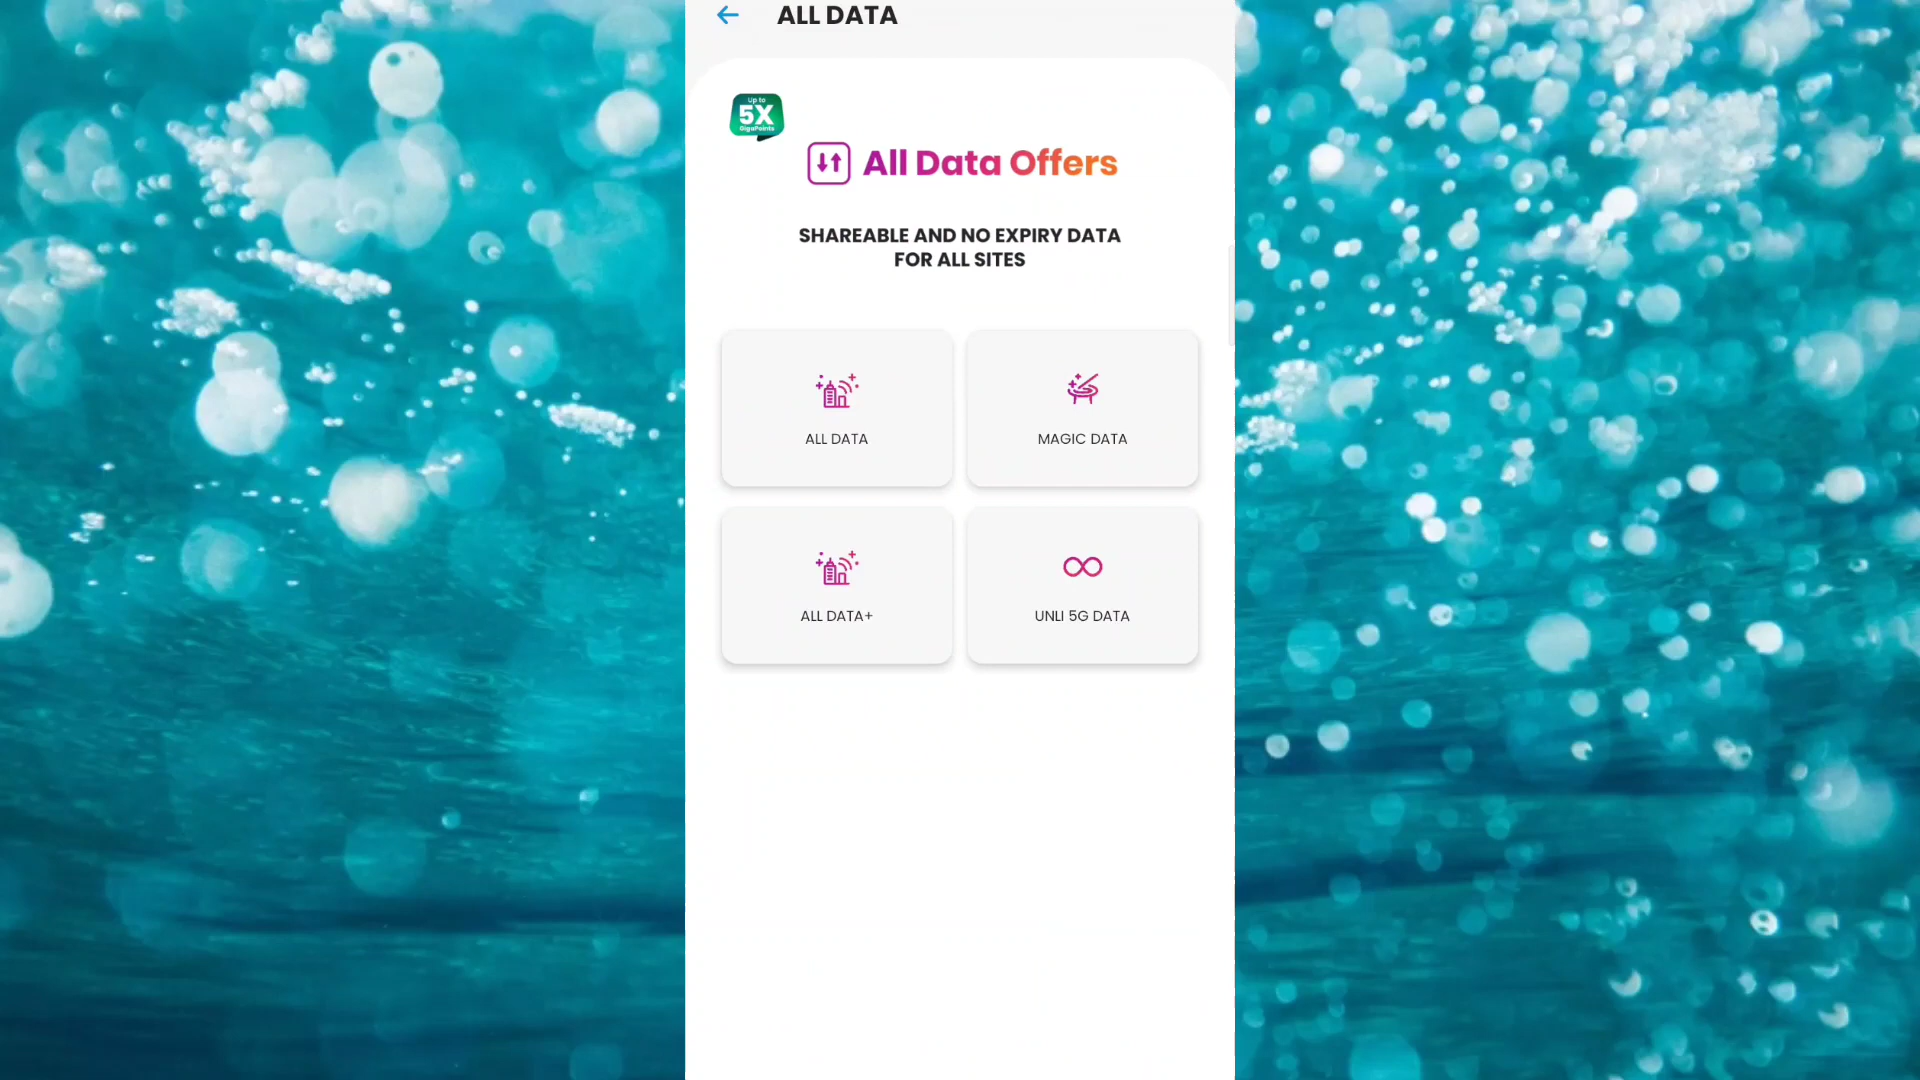 ALL DATA
Up to
5X
GigaPoints
All Data Offers
SHAREABLE AND NO EXPIRY DATA
FOR ALL SITES
ALL DATA
MAGIC DATA
ALL DATA+
UNLI 5G DATA